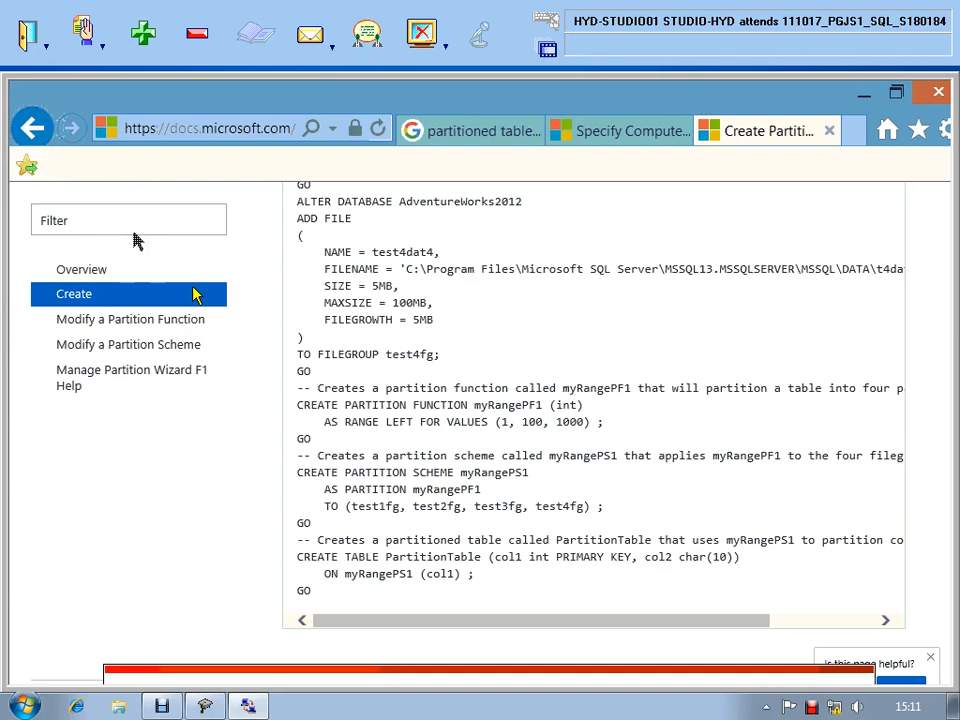 HYD-STUDIO01 STUDIO-HYD attends 111017_PGJS1_SQL_S180184
https://docs.microsoft.com/
partitioned table...
Specify Compute...
Create Partiti...
Filter
Overview
Create
Modify a Partition Function
Modify a Partition Scheme
Manage Partition Wizard F1
Help
GO
ALTER DATABASE AdventureWorks2012
ADD FILE
(
NAME = test4dat4,
FILENAME = 'C:\Program Files\Microsoft SQL Server\MSSQL13.MSSQLSERVER\MSSQL\DATA\t4da
SIZE = 5MB,
MAXSIZE = 100MB,
FILEGROWTH = 5MB
)
TO FILEGROUP test4fg;
GO
-- Creates a partition function called myRangePF1 that will partition a table into four p
CREATE PARTITION FUNCTION myRangePF1 (int)
AS RANGE LEFT FOR VALUES (1, 100, 1000) ;
GO
-- Creates a partition scheme called myRangePS1 that applies myRangePF1 to the four fileg
CREATE PARTITION SCHEME myRangePS1
AS PARTITION myRangePF1
TO (test1fg, test2fg, test3fg, test4fg) ;
GO
-- Creates a partitioned table called PartitionTable that uses myRangePS1 to partition co
CREATE TABLE PartitionTable (col1 int PRIMARY KEY, col2 char(10))
ON myRangePS1 (col1) ;
GO
Is this page helpful?
15:11